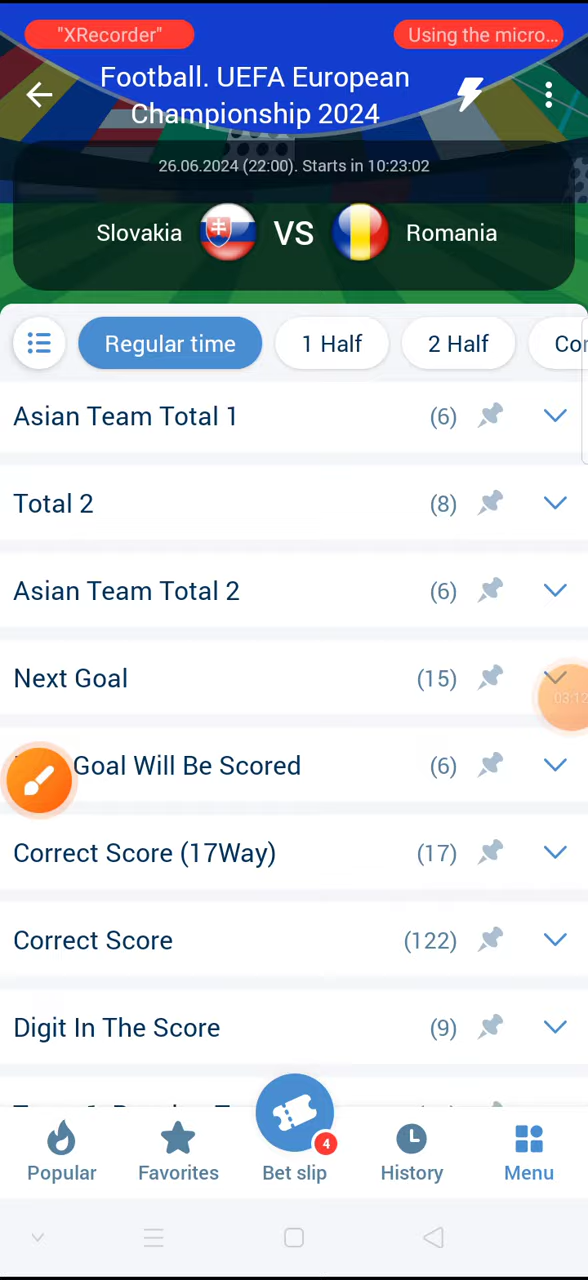 "XRecorder"
Using the micro...
Football. UEFA European
Championship 2024
26.06.2024 (22:00). Starts in 10:23:02
Slovakia VS Romania
Regular time
1 Half
2 Half
Asian Team Total 1 (6)
Total 2 (8)
Asian Team Total 2 (6)
Next Goal (15)
03:12
Goal Will Be Scored (6)
Correct Score (17Way) (17)
Correct Score (122)
Digit In The Score (9)
4
Popular
Favorites
Bet slip
History
Menu